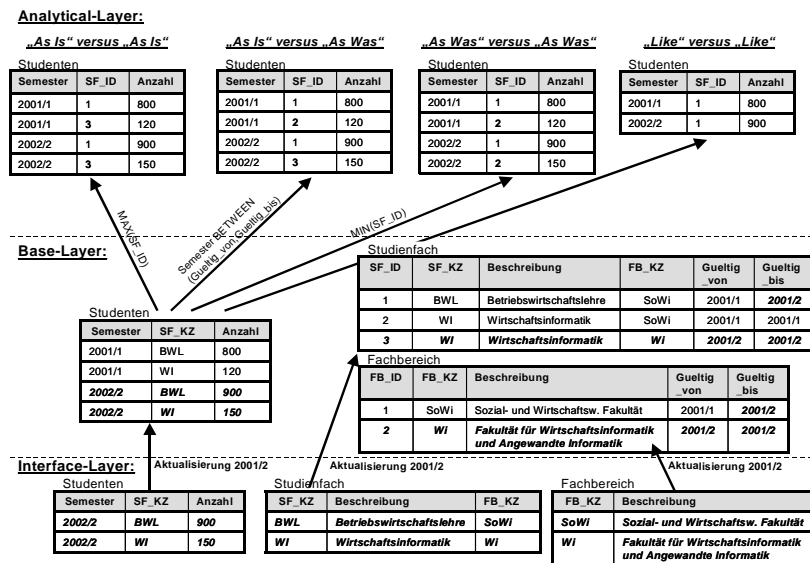 Analytical-Layer:
„As Is“ versus „As Is“
„As Is“ versus „As Was“
„As Was“ versus „As Was“
„Like“ versus „Like“
Studenten
Semester SF_ID Anzahl
2001/1 1 800
2001/1 3 120
2002/2 1 900
2002/2 3 150
Studenten
Semester SF_ID Anzahl
2001/1 1 800
2001/1 2 120
2002/2 1 900
2002/2 3 150
Studenten
Semester SF_ID Anzahl
2001/1 1 800
2001/1 2 120
2002/2 1 900
2002/2 2 150
Studenten
Semester SF_ID Anzahl
2001/1 1 800
2002/2 1 900
MAX(SF_ID)
Semester BETWEEN
(Gueltig_von,Gueltig_bis)
MIN(SF_ID)
Base-Layer:
Studenten
Semester SF_KZ Anzahl
2001/1 BWL 800
2001/1 WI 120
2002/2 BWL 900
2002/2 WI 150
Studienfach
SF_ID SF_KZ Beschreibung FB_KZ Gueltig Gueltig
_von _bis
1 BWL Betriebswirtschaftslehre SoWi 2001/1 2001/2
2 WI Wirtschaftsinformatik SoWi 2001/1 2001/1
3 WI Wirtschaftsinformatik Wi 2001/2 2001/2
Fachbereich
FB_ID FB_KZ Beschreibung Gueltig Gueltig
_von _bis
1 SoWi Sozial- und Wirtschaftsw. Fakultät 2001/1 2001/2
2 Wi Fakultät für Wirtschaftsinformatik 2001/2 2001/2
und Angewandte Informatik
Interface-Layer:
Aktualisierung 2001/2
Aktualisierung 2001/2
Aktualisierung 2001/2
Studenten
Semester SF_KZ Anzahl
2002/2 BWL 900
2002/2 WI 150
Studienfach
SF_KZ Beschreibung FB_KZ
BWL Betriebswirtschaftslehre SoWi
WI Wirtschaftsinformatik Wi
Fachbereich
FB_KZ Beschreibung
SoWi Sozial- und Wirtschaftsw. Fakultät
Wi Fakultät für Wirtschaftsinformatik
und Angewandte Informatik